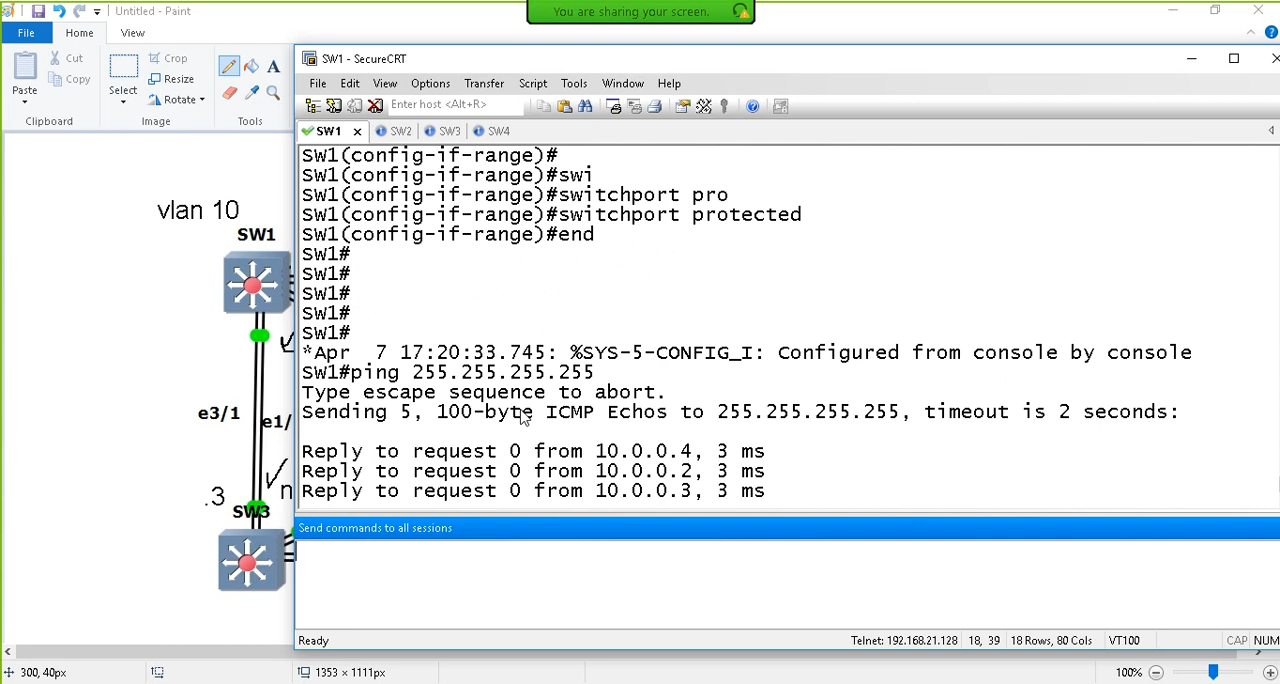 You are sharing your screen.
Untitled - Paint
File Home View
Paste
Cut
Copy
Clipboard
Select
Crop
Resize
Rotate
Image
Tools
vlan 10
SW1
e3/1
e1/
.3
n
SW3
SW1 - SecureCRT
File Edit View Options Transfer Script Tools Window Help
Enter host <Alt+R>
SW1 SW2 SW3 SW4
SW1(config-if-range)#
SW1(config-if-range)#swi
SW1(config-if-range)#switchport pro
SW1(config-if-range)#switchport protected
SW1(config-if-range)#end
SW1#
SW1#
SW1#
SW1#
SW1#
*Apr  7 17:20:33.745: %SYS-5-CONFIG_I: Configured from console by console
SW1#ping 255.255.255.255
Type escape sequence to abort.
Sending 5, 100-byte ICMP Echos to 255.255.255.255, timeout is 2 seconds:
Reply to request 0 from 10.0.0.4, 3 ms
Reply to request 0 from 10.0.0.2, 3 ms
Reply to request 0 from 10.0.0.3, 3 ms
Send commands to all sessions
Ready Telnet: 192.168.21.128 18, 39 18 Rows, 80 Cols VT100 CAP NUM
300, 40px 1353 × 1111px 100%